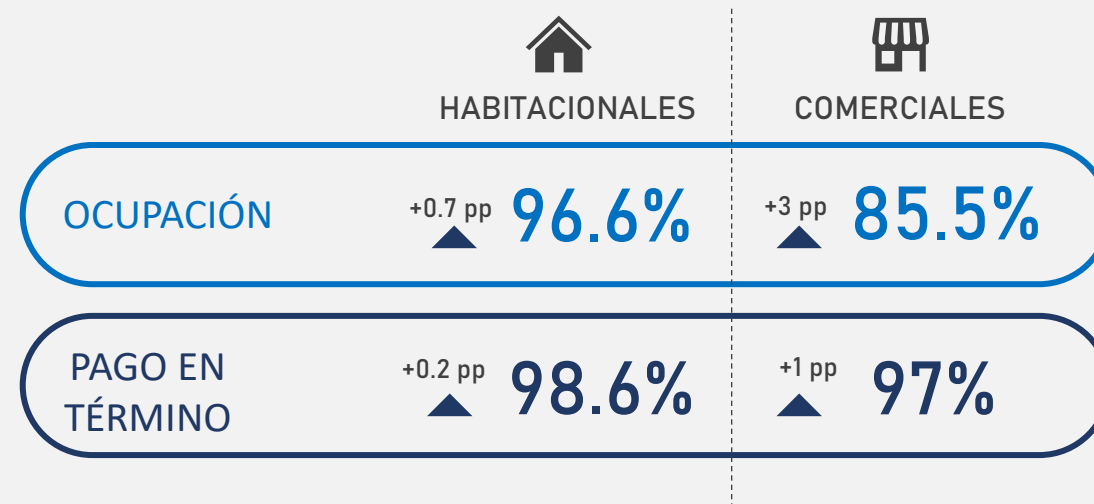 HABITACIONALES
COMERCIALES
OCUPACIÓN
+0.7 pp
96.6%
+3 pp
85.5%
PAGO EN
TÉRMINO
+0.2 pp
98.6%
+1 pp
97%